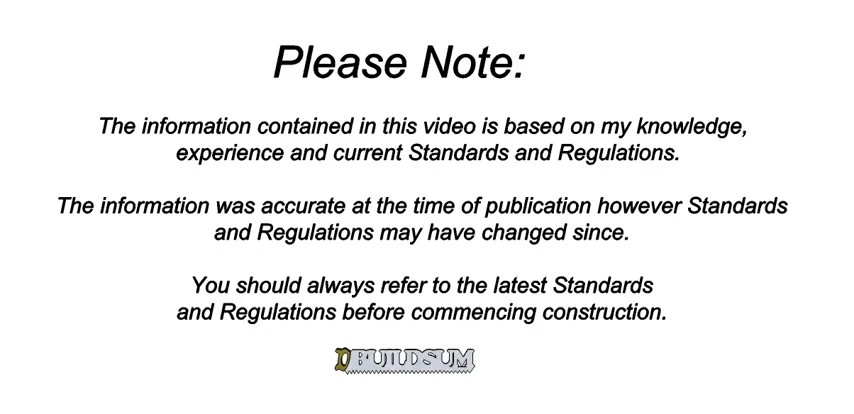 Please Note:
The information contained in this video is based on my knowledge,
experience and current Standards and Regulations.
The information was accurate at the time of publication however Standards
and Regulations may have changed since.
You should always refer to the latest Standards
and Regulations before commencing construction.
BUILDSUM